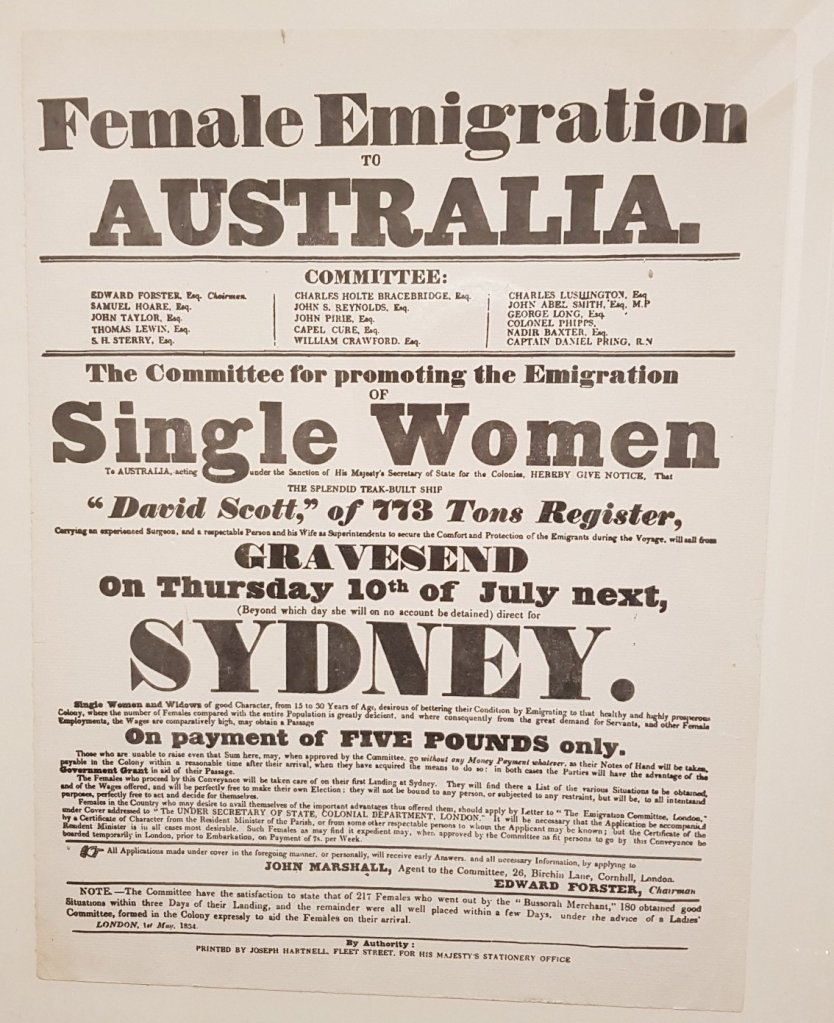 Female Emigration
TO
AUSTRALIA.
COMMITTEE:
EDWARD FORSTER, Esq. Chairman.
SAMUEL HOARE, Esq.
JOHN TAYLOR, Esq.
THOMAS LEWIN, Esq.
S. H. STERRY, Esq.
CHARLES HOLTE BRACEBRIDGE, Esq.
JOHN S. REYNOLDS, Esq.
JOHN PIRIE, Esq.
CAPEL CURE, Esq.
WILLIAM CRAWFORD, Esq.
CHARLES LUSHINGTON, Esq
JOHN ABEL SMITH, Esq. M.P
GEORGE LONG, Esq.
COLONEL PHIPPS,
NADIR BAXTER, Esq.
CAPTAIN DANIEL PRING, R.N
The Committee for promoting the Emigration
OF
Single Women
To AUSTRALIA, acting under the Sanction of His Majesty's Secretary of State for the Colonies, HEREBY GIVE NOTICE, That
THE SPLENDID TEAK-BUILT SHIP
"David Scott," of 773 Tons Register,
Carrying an experienced Surgeon, and a respectable Person and his Wife as Superintendents to secure the Comfort and Protection of the Emigrants during the Voyage, will sail from
GRAVESEND
On Thursday 10th of July next,
(Beyond which day she will on no account be detained) direct for
SYDNEY.
Single Women and Widows of good Character, from 15 to 30 Years of Age, desirous of bettering their Condition by Emigrating to that healthy and highly prosperous
Colony, where the number of Females compared with the entire Population is greatly deficient, and where consequently from the great demand for Servants, and other Female
Employments, the Wages are comparatively high, may obtain a Passage
On payment of FIVE POUNDS only.
Those who are unable to raise even that Sum here, may, when approved by the Committee, go without any Money Payment whatever, as their Notes of Hand will be taken,
payable in the Colony within a reasonable time after their arrival, when they have acquired the means to do so: in both cases the Parties will have the advantage of the
Government Grant in aid of their Passage.
The Females who proceed by this Conveyance will be taken care of on their first Landing at Sydney. They will find there a List of the various Situations to be obtained,
and of the Wages offered, and will be perfectly free to make their own Election; they will not be bound to any person, or subjected to any restraint, but will be, to all intents and
purposes, perfectly free to act and decide for themselves.
Females in the Country who may desire to avail themselves of the important advantages thus offered them, should apply by Letter to "The Emigration Committee, London,"
under Cover addressed to "The UNDER SECRETARY OF STATE, COLONIAL DEPARTMENT, LONDON." It will be necessary that the Application be accompanied
by a Certificate of Character from the Resident Minister of the Parish, or from some other respectable persons to whom the Applicant may be known; but the Certificate of the
Resident Minister is in all cases most desirable. Such Females as may find it expedient may, when approved by the Committee as fit persons to go by this Conveyance be
boarded temporarily in London, prior to Embarkation, on Payment of 7s. per Week.
All Applications made under cover in the foregoing manner, or personally, will receive early Answers, and all necessary Information, by applying to
JOHN MARSHALL, Agent to the Committee, 26, Birchin Lane, Cornhill, London.
EDWARD FORSTER, Chairman
NOTE.—The Committee have the satisfaction to state that of 217 Females who went out by the "Bussorah Merchant," 180 obtained good
Situations within three Days of their Landing, and the remainder were all well placed within a few Days, under the advice of a Ladies'
Committee, formed in the Colony expressly to aid the Females on their arrival.
LONDON, 1st May, 1834.
By Authority:
PRINTED BY JOSEPH HARTNELL, FLEET STREET, FOR HIS MAJESTY'S STATIONERY OFFICE